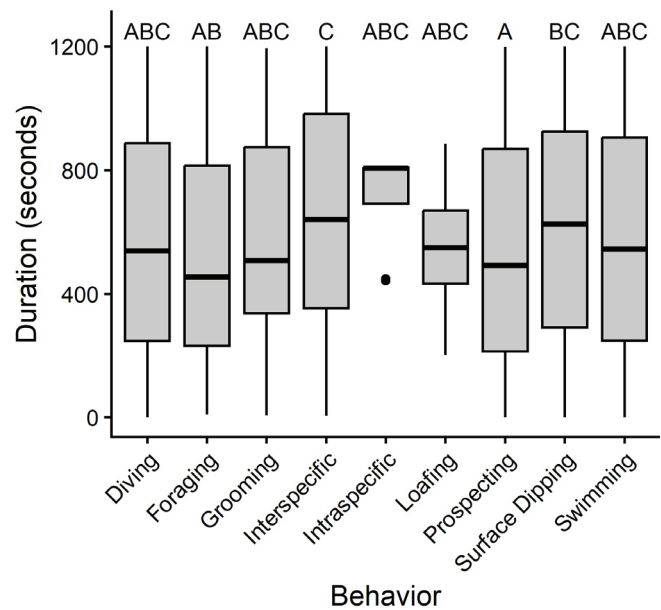 ABC AB ABC C ABC ABC A BC ABC
1200
800
400
0
Duration (seconds)
Diving
Foraging
Grooming
Interspecific
Intraspecific
Loafing
Prospecting
Surface Dipping
Swimming
Behavior